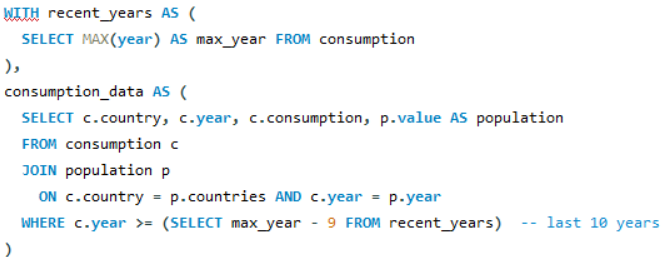 WITH recent_years AS (
SELECT MAX(year) AS max_year FROM consumption
),
consumption_data AS (
SELECT c.country, c.year, c.consumption, p.value AS population
FROM consumption c
JOIN population p
ON c.country = p.countries AND c.year = p.year
WHERE c.year >= (SELECT max_year - 9 FROM recent_years)  -- last 10 years
)